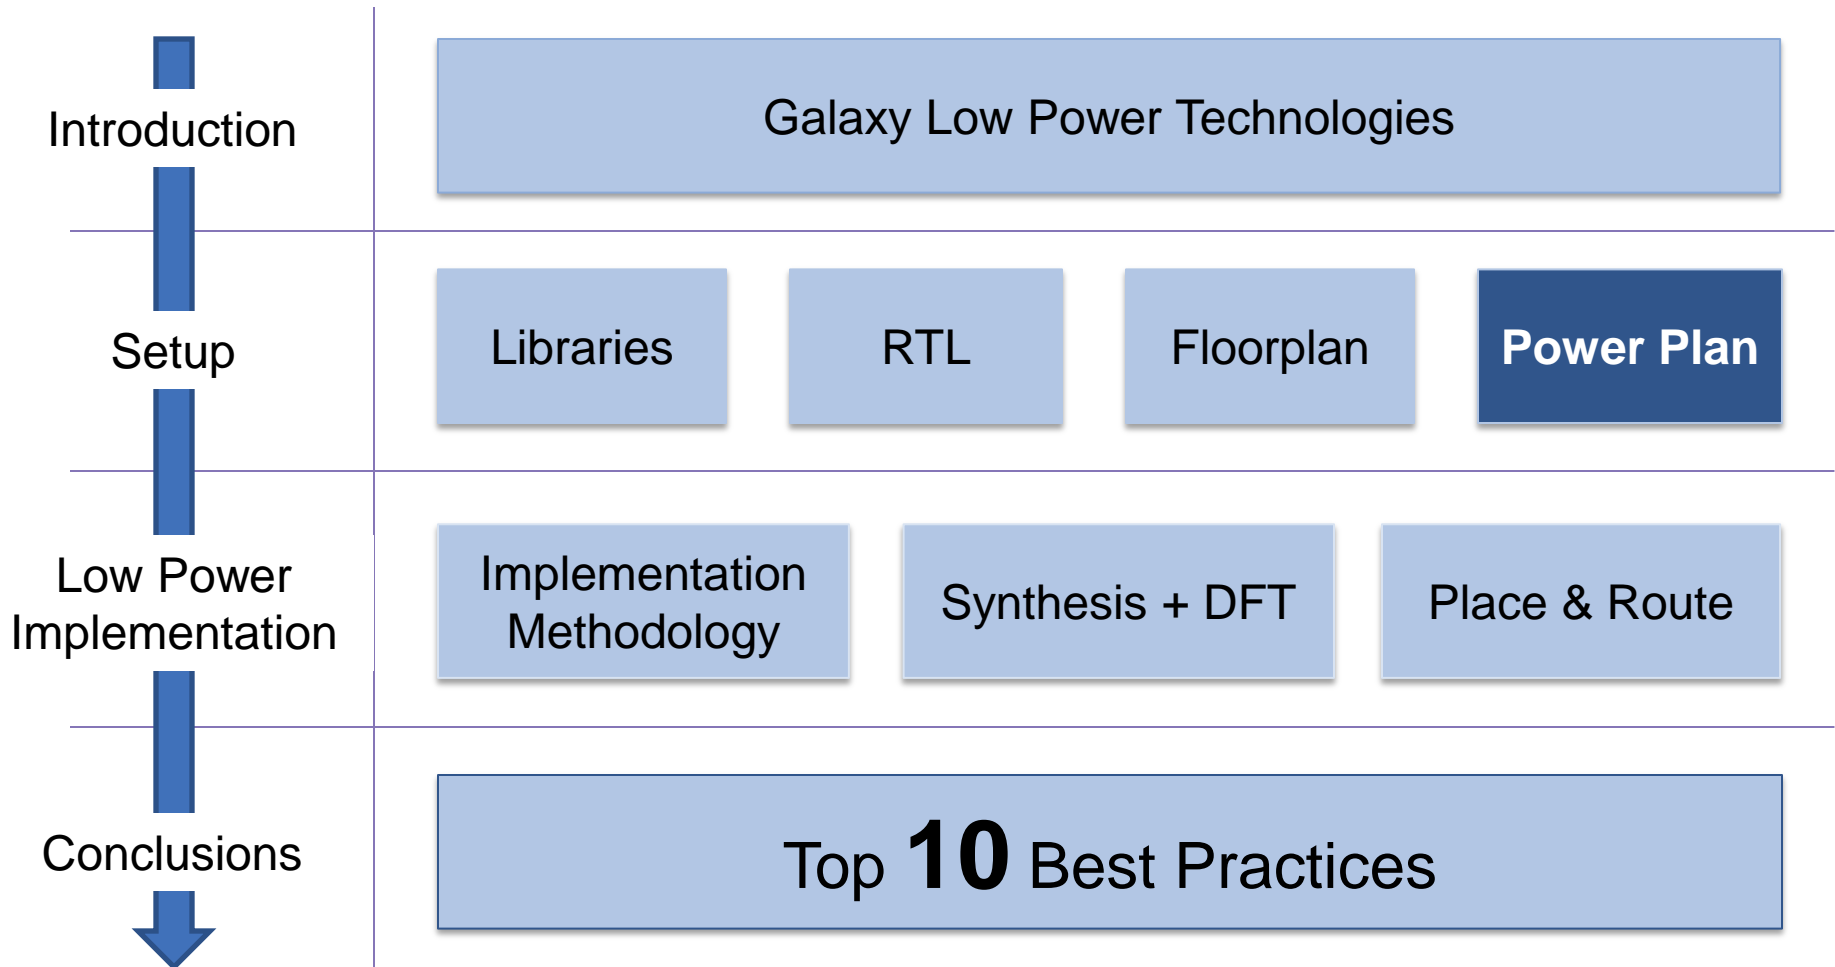 Introduction
Galaxy Low Power Technologies
Setup
Libraries
RTL
Floorplan
Power Plan
Low Power
Implementation
Implementation
Methodology
Synthesis + DFT
Place & Route
Conclusions
Top 10 Best Practices